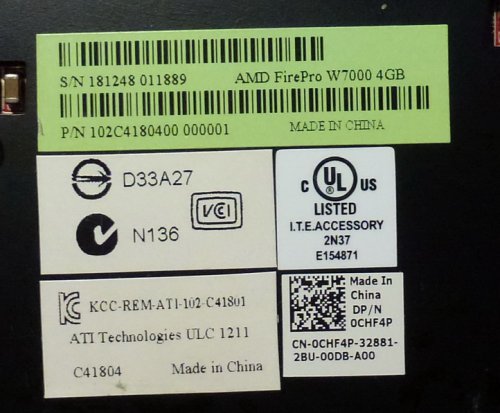 S/N 181248 011889 AMD FirePro W7000 4GB
P/N 102C4180400 000001 MADE IN CHINA
D33A27
N136
VCI
C UL US
LISTED
I.T.E.ACCESSORY
2N37
E154871
KCC-REM-ATI-102-C41801
ATI Technologies ULC 1211
C41804 Made in China
Made In
China
DP/N
0CHF4P
CN-0CHF4P-32881-
2BU-00DB-A00